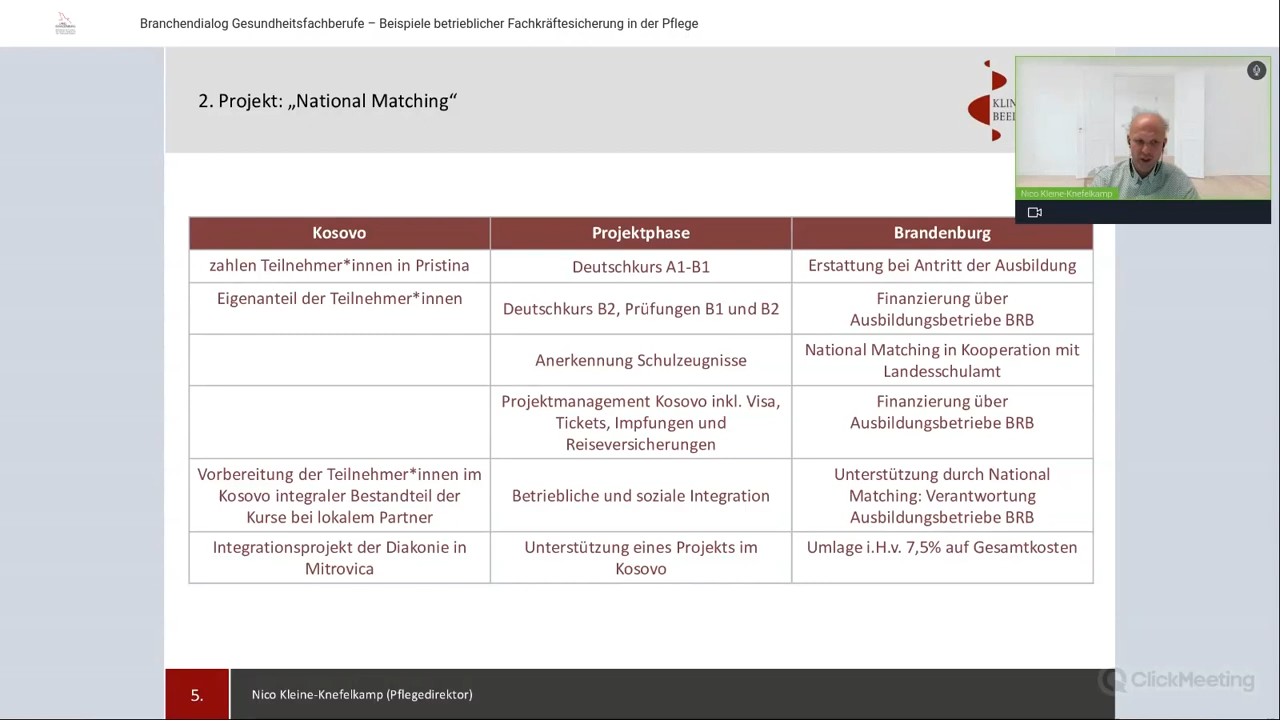 Branchendialog Gesundheitsfachberufe – Beispiele betrieblicher Fachkräftesicherung in der Pflege
2. Projekt: „National Matching“
Nico Kleine-Knefelkamp
Kosovo
Projektphase
Brandenburg
zahlen Teilnehmer*innen in Pristina
Deutschkurs A1-B1
Erstattung bei Antritt der Ausbildung
Eigenanteil der Teilnehmer*innen
Deutschkurs B2, Prüfungen B1 und B2
Finanzierung über
Ausbildungsbetriebe BRB
Anerkennung Schulzeugnisse
National Matching in Kooperation mit
Landesschulamt
Projektmanagement Kosovo inkl. Visa,
Tickets, Impfungen und
Reiseversicherungen
Finanzierung über
Ausbildungsbetriebe BRB
Vorbereitung der Teilnehmer*innen im
Kosovo integraler Bestandteil der
Kurse bei lokalem Partner
Betriebliche und soziale Integration
Unterstützung durch National
Matching: Verantwortung
Ausbildungsbetriebe BRB
Integrationsprojekt der Diakonie in
Mitrovica
Unterstützung eines Projekts im
Kosovo
Umlage i.H.v. 7,5% auf Gesamtkosten
5.
Nico Kleine-Knefelkamp (Pflegedirektor)
ClickMeeting